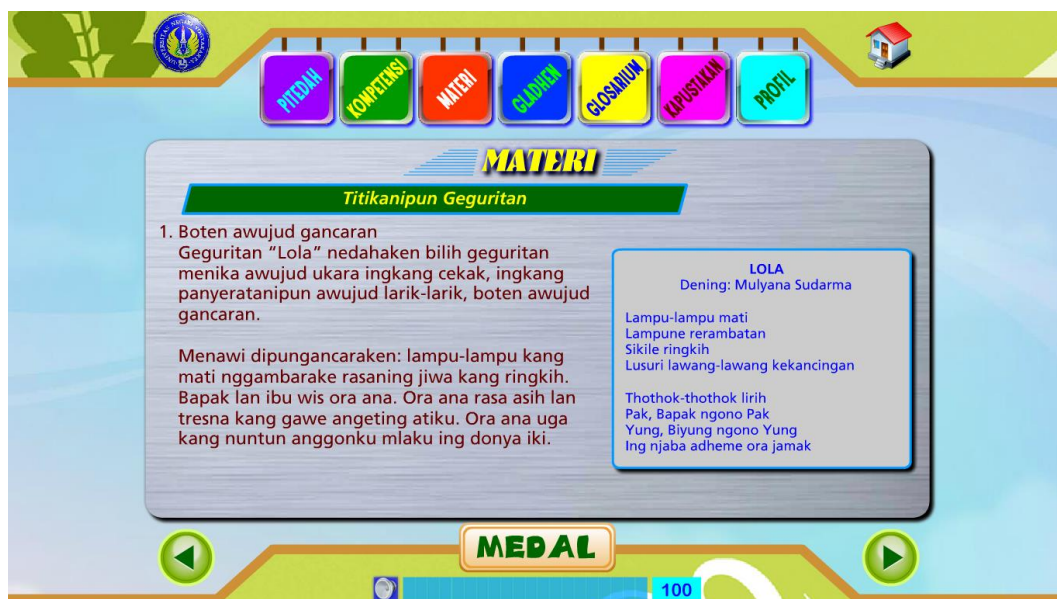 UNIVERSITAS NEGERI YOGYAKARTA
PITEDAH
KOMPETENSI
MATERI
GLADHEN
GLOSARIUM
KAPUSTAKAN
PROFIL
MATERI
Titikanipun Geguritan
1. Boten awujud gancaran
Geguritan “Lola” nedahaken bilih geguritan
menika awujud ukara ingkang cekak, ingkang
panyeratanipun awujud larik-larik, boten awujud
gancaran.
Menawi dipungancaraken: lampu-lampu kang
mati nggambarake rasaning jiwa kang ringkih.
Bapak lan ibu wis ora ana. Ora ana rasa asih lan
tresna kang gawe angeting atiku. Ora ana uga
kang nuntun anggonku mlaku ing donya iki.
LOLA
Dening: Mulyana Sudarma
Lampu-lampu mati
Lampune rerambatan
Sikile ringkih
Lusuri lawang-lawang kekancingan
Thothok-thothok lirih
Pak, Bapak ngono Pak
Yung, Biyung ngono Yung
Ing njaba adheme ora jamak
MEDAL
100